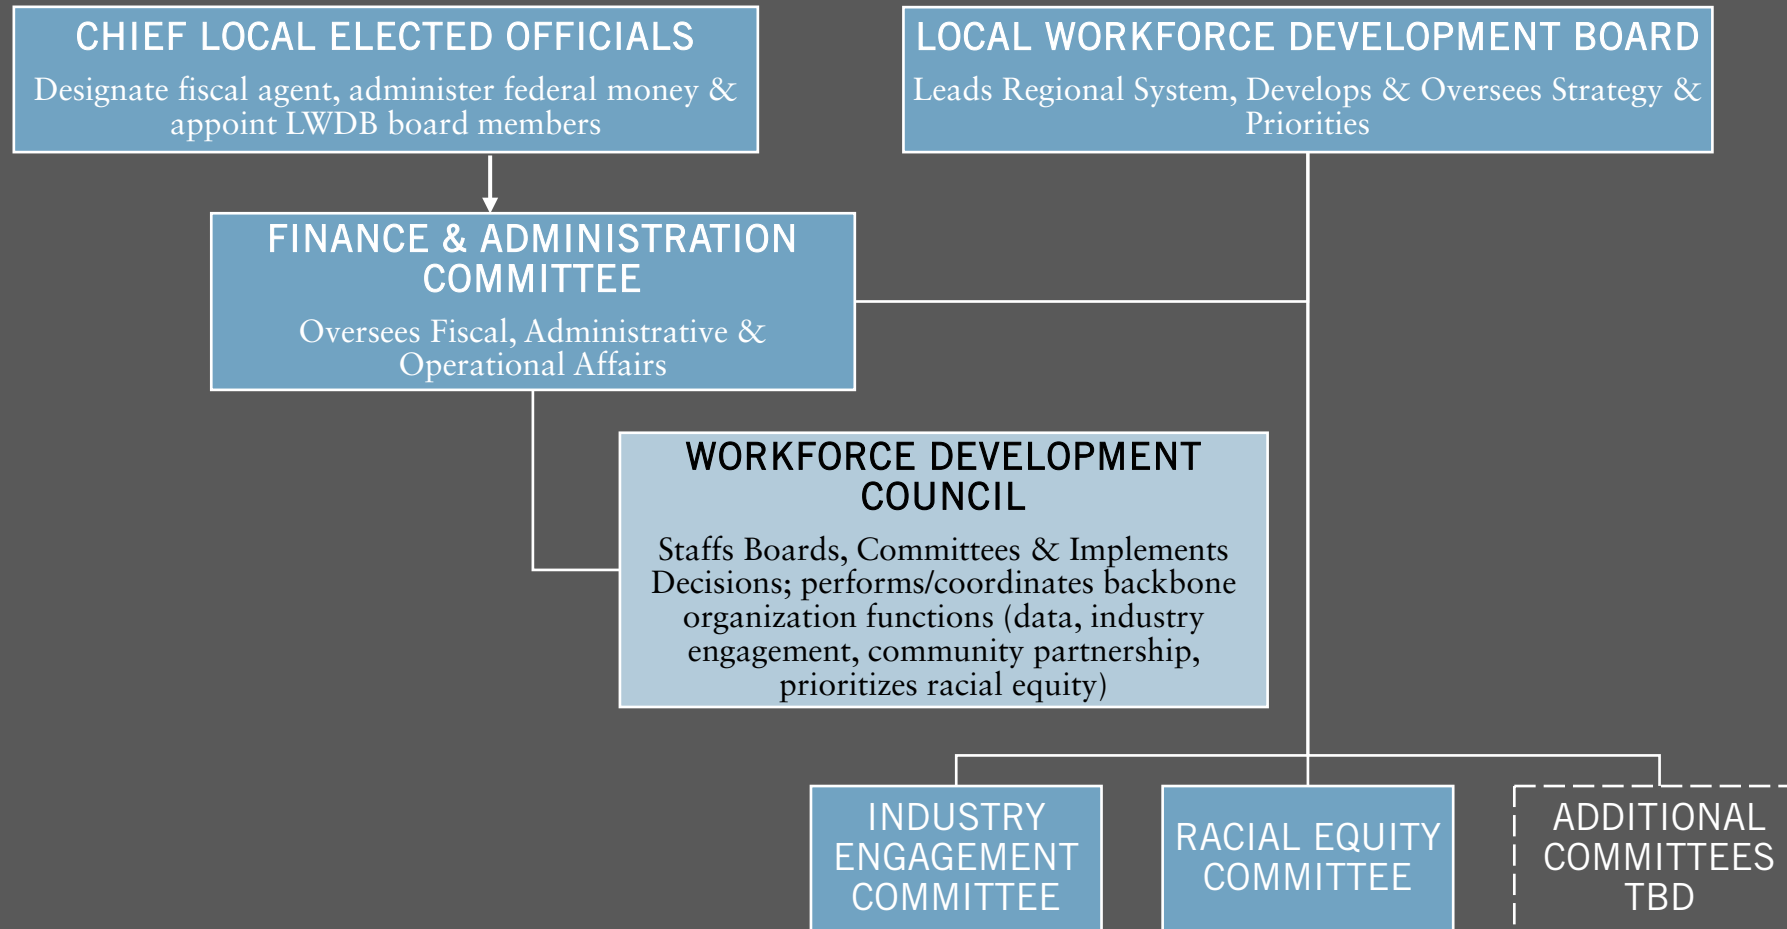 CHIEF LOCAL ELECTED OFFICIALS
Designate fiscal agent, administer federal money &
appoint LWDB board members
LOCAL WORKFORCE DEVELOPMENT BOARD
Leads Regional System, Develops & Oversees Strategy &
Priorities
FINANCE & ADMINISTRATION
COMMITTEE
Oversees Fiscal, Administrative &
Operational Affairs
WORKFORCE DEVELOPMENT
COUNCIL
Staffs Boards, Committees & Implements
Decisions; performs/coordinates backbone
organization functions (data, industry
engagement, community partnership,
prioritizes racial equity)
INDUSTRY
ENGAGEMENT
COMMITTEE
RACIAL EQUITY
COMMITTEE
ADDITIONAL
COMMITTEES
TBD